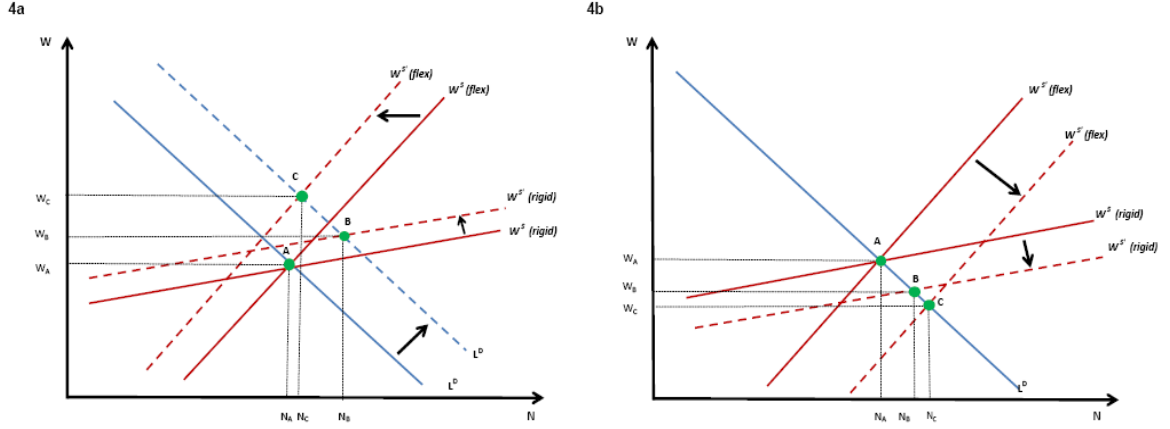 4a
W
W^S' (flex)
W^S (flex)
C
W_C
W^S' (rigid)
B
W_B
W^S (rigid)
A
W_A
L^D
L^D
N_A N_C N_B N
4b
W
W^S' (flex)
W^S' (flex)
W^S (rigid)
A
W^S' (rigid)
W_A
B
W_B
C
W_C
L^D
N_A N_B N_C N